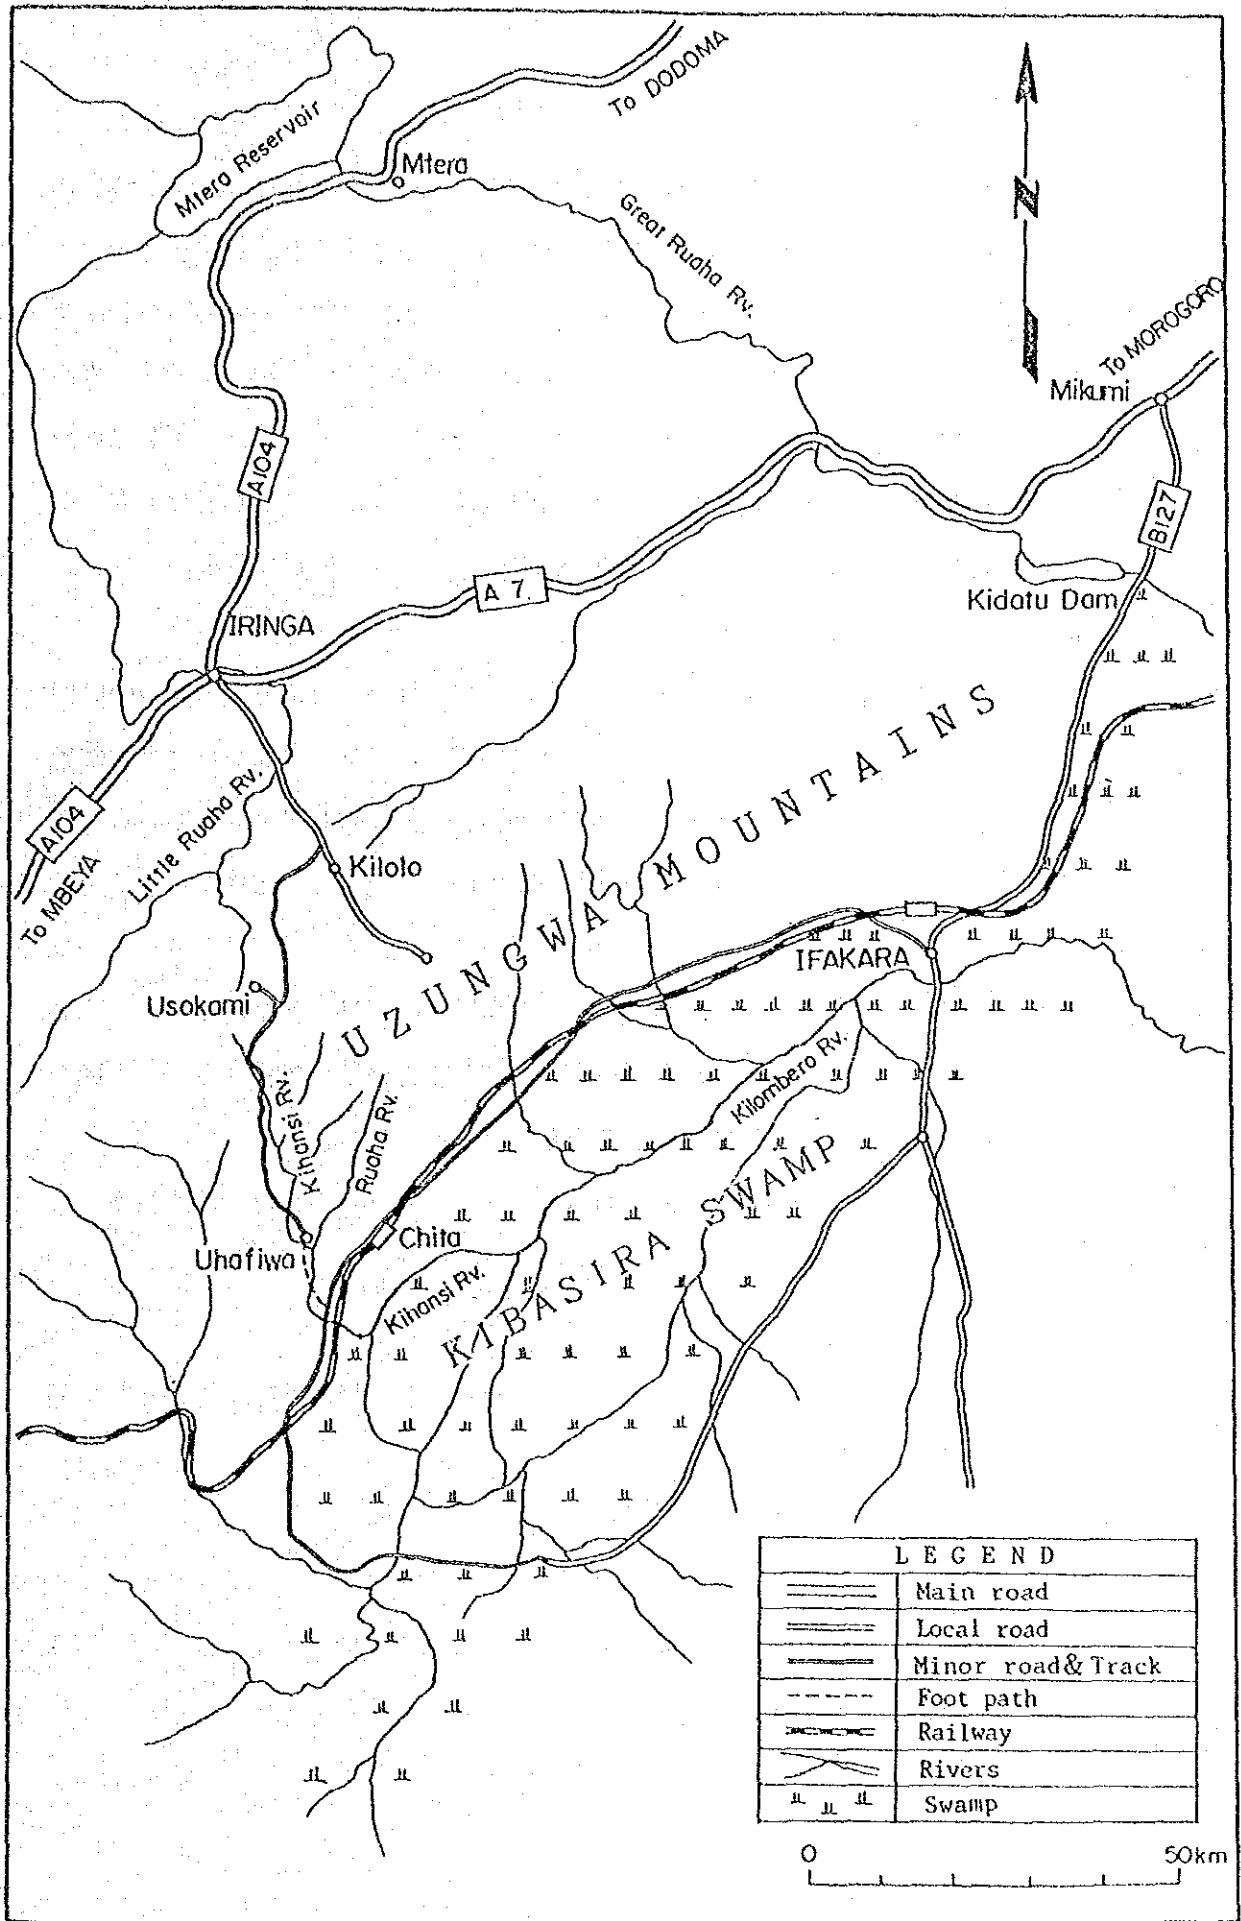 To DODOMA
Mtera Reservoir
Mtera
Great Ruaha Rv.
N
To MOROGORO
Mikumi
A104
B127
A 7.
Kidatu Dam
IRINGA
UZUNGWA MOUNTAINS
A104
To MBEYA
Little Ruaha Rv.
Kilolo
IFAKARA
Usokami
Kihansi Rv.
Ruaha Rv.
Kilombero Rv.
Uhafiwa
Chita
Kihansi Rv.
KIBASIRA SWAMP
LEGEND
Main road
Local road
Minor road& Track
Foot path
Railway
Rivers
Swamp
0 50km